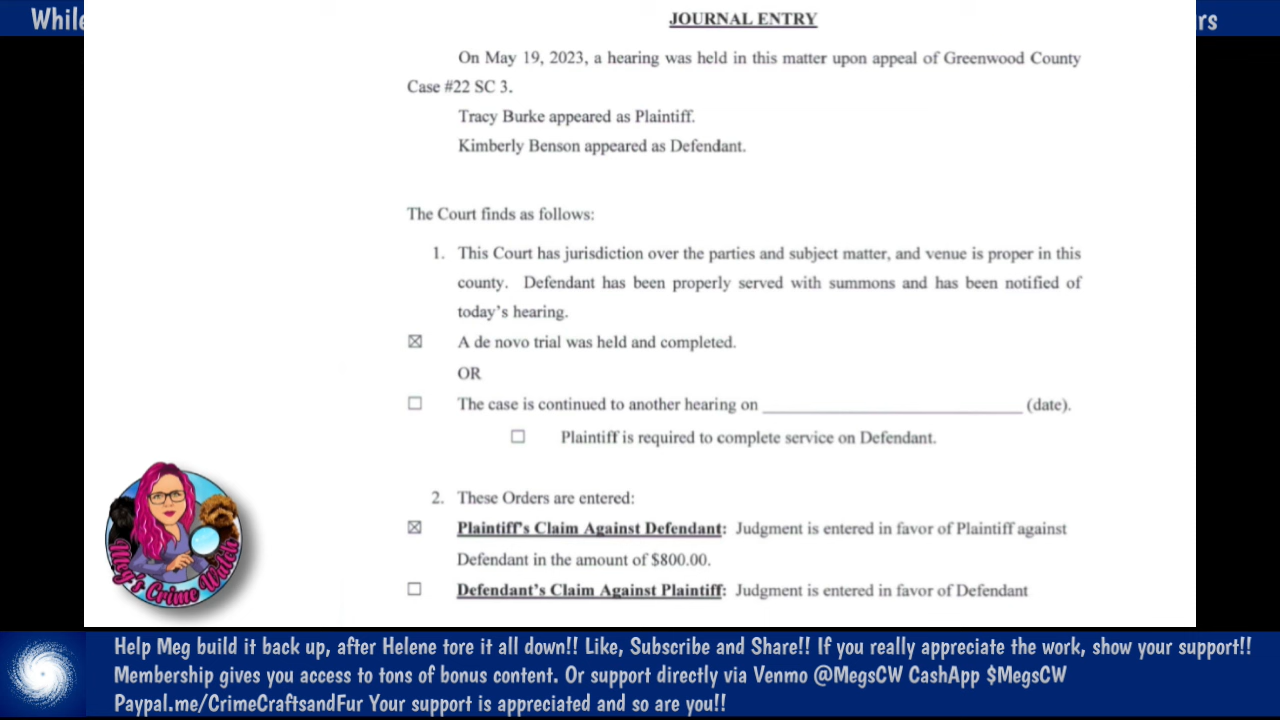 While
rs
JOURNAL ENTRY
On May 19, 2023, a hearing was held in this matter upon appeal of Greenwood County
Case #22 SC 3.
Tracy Burke appeared as Plaintiff.
Kimberly Benson appeared as Defendant.
The Court finds as follows:
1. This Court has jurisdiction over the parties and subject matter, and venue is proper in this
county. Defendant has been properly served with summons and has been notified of
today's hearing.
☒ A de novo trial was held and completed.
OR
☐ The case is continued to another hearing on ____________________ (date).
☐ Plaintiff is required to complete service on Defendant.
2. These Orders are entered:
☒ Plaintiff's Claim Against Defendant: Judgment is entered in favor of Plaintiff against
Defendant in the amount of $800.00.
☐ Defendant's Claim Against Plaintiff: Judgment is entered in favor of Defendant
Meg's Crime Watch
Help Meg build it back up, after Helene tore it all down!! Like, Subscribe and Share!! If you really appreciate the work, show your support!!
Membership gives you access to tons of bonus content. Or support directly via Venmo @MegsCW CashApp $MegsCW
Paypal.me/CrimeCraftsandFur Your support is appreciated and so are you!!